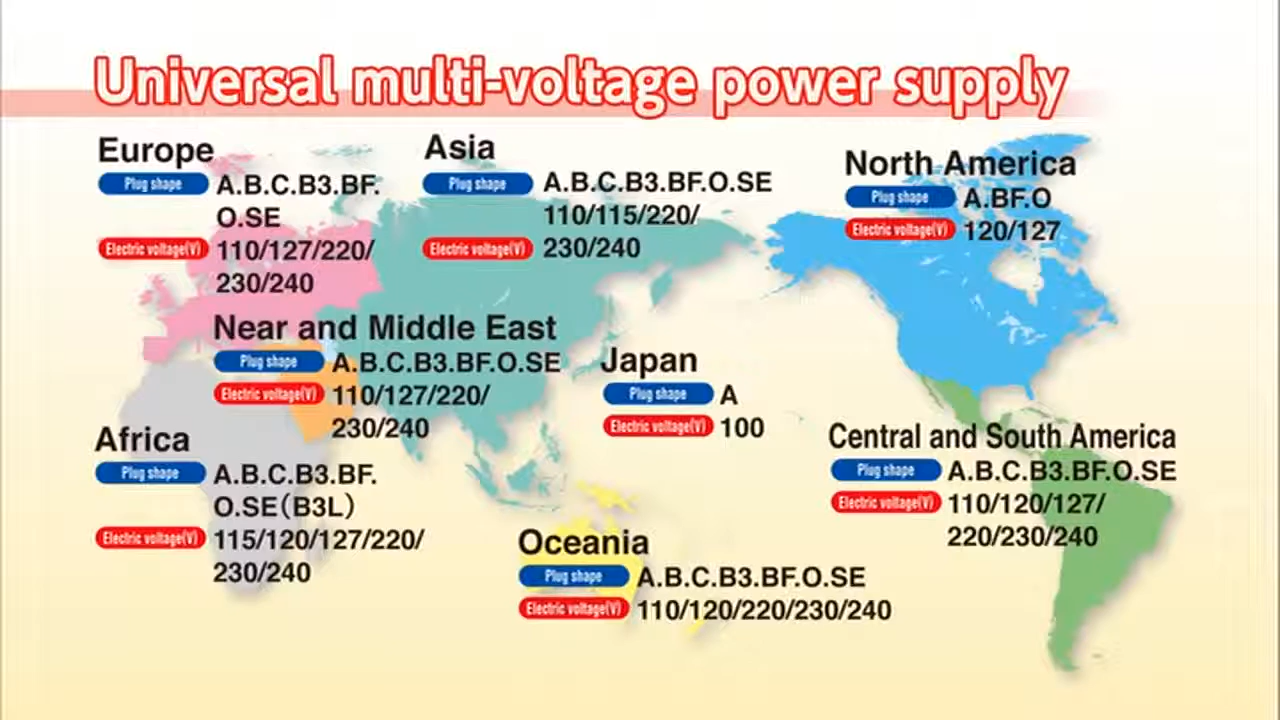 Universal multi-voltage power supply
Europe
Plug shape A.B.C.B3.BF.
O.SE
Electric voltage(V) 110/127/220/
230/240
Asia
Plug shape A.B.C.B3.BF.O.SE
110/115/220/
Electric voltage(V) 230/240
North America
Plug shape A.BF.O
Electric voltage(V) 120/127
Near and Middle East
Plug shape A.B.C.B3.BF.O.SE
Electric voltage(V) 110/127/220/
230/240
Japan
Plug shape A
Electric voltage(V) 100
Africa
Plug shape A.B.C.B3.BF.
O.SE(B3L)
Electric voltage(V) 115/120/127/220/
230/240
Central and South America
Plug shape A.B.C.B3.BF.O.SE
Electric voltage(V) 110/120/127/
220/230/240
Oceania
Plug shape A.B.C.B3.BF.O.SE
Electric voltage(V) 110/120/220/230/240